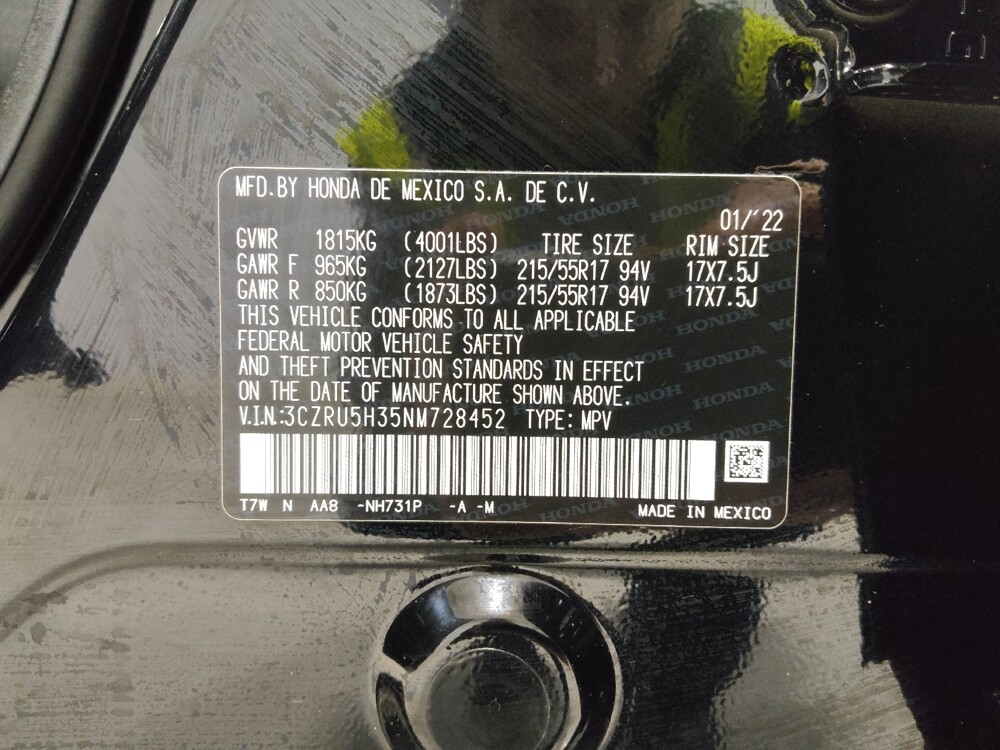 MFD. BY HONDA DE MEXICO S.A. DE C.V.
01/'22
GVWR 1815KG (4001LBS) TIRE SIZE RIM SIZE
GAWR F 965KG (2127LBS) 215/55R17 94V 17X7.5J
GAWR R 850KG (1873LBS) 215/55R17 94V 17X7.5J
THIS VEHICLE CONFORMS TO ALL APPLICABLE
FEDERAL MOTOR VEHICLE SAFETY
AND THEFT PREVENTION STANDARDS IN EFFECT
ON THE DATE OF MANUFACTURE SHOWN ABOVE.
V.I.N.:3CZRU5H35NM728452 TYPE: MPV
T7W N AA8 -NH731P -A -M MADE IN MEXICO